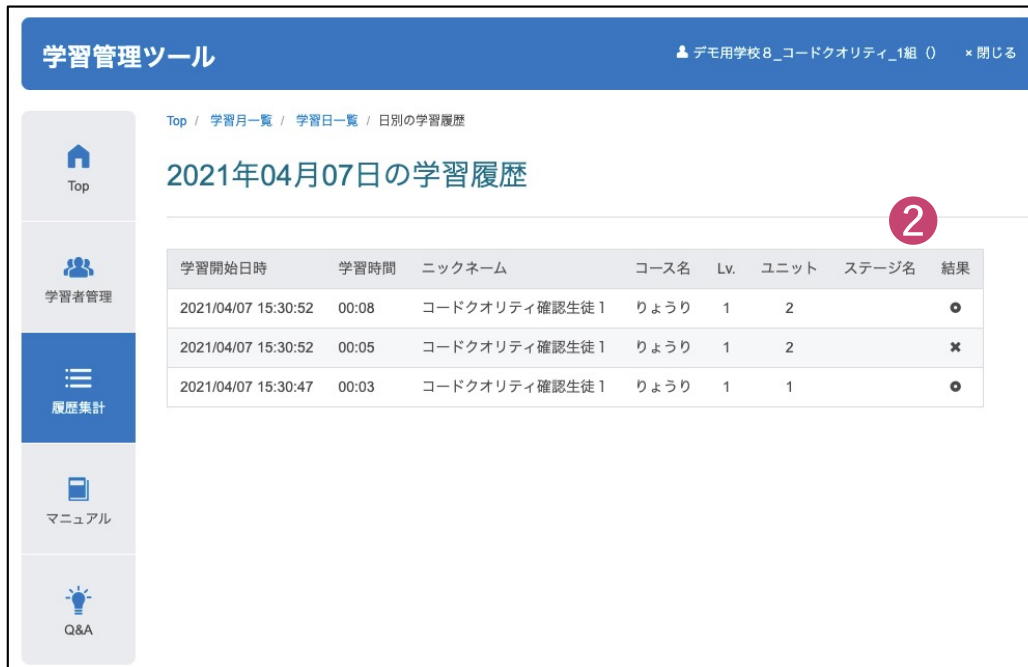 学習管理ツール
デモ用学校8_コードクオリティ_1組（） ×閉じる
Top / 学習月一覧 / 学習日一覧 / 日別の学習履歴
Top
2021年04月07日の学習履歴
2
学習者管理
学習開始日時 学習時間 ニックネーム コース名 Lv. ユニット ステージ名 結果
2021/04/07 15:30:52 00:08 コードクオリティ確認生徒1 りょうり 1 2
2021/04/07 15:30:52 00:05 コードクオリティ確認生徒1 りょうり 1 2 ×
2021/04/07 15:30:47 00:03 コードクオリティ確認生徒1 りょうり 1 1
履歴集計
マニュアル
Q&A